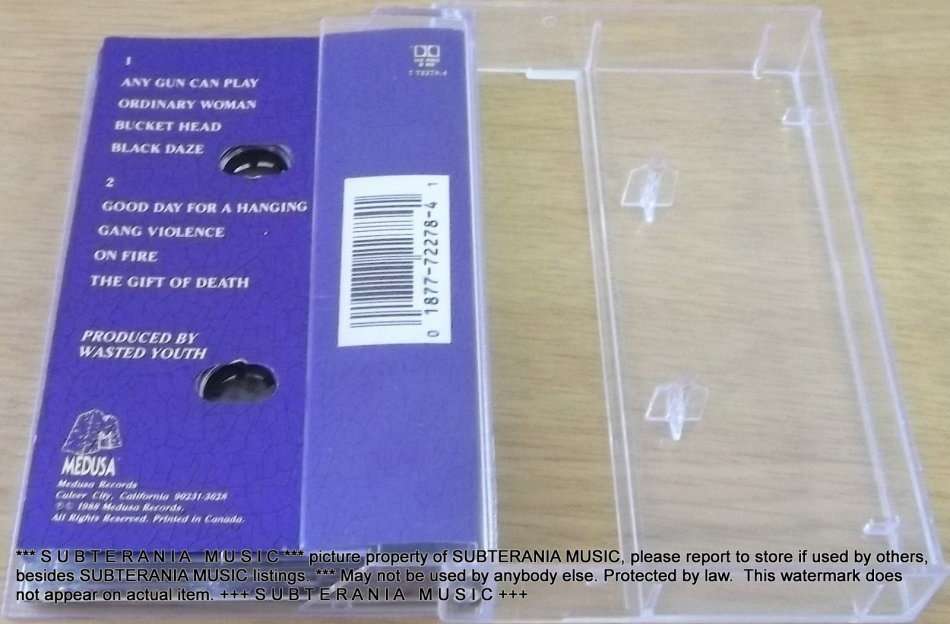 1
ANY GUN CAN PLAY
ORDINARY WOMAN
BUCKET HEAD
BLACK DAZE
2
GOOD DAY FOR A HANGING
GANG VIOLENCE
ON FIRE
THE GIFT OF DEATH
PRODUCED BY
WASTED YOUTH
MEDUSA
Medusa Records
Culver City, California 90231-3628
℗© 1988 Medusa Records.
All Rights Reserved. Printed in Canada.
0 1877-72278-4 1
*** S U B T E R A N I A M U S I C *** picture property of SUBTERANIA MUSIC, please report to store if used by others,
besides SUBTERANIA MUSIC listings. *** May not be used by anybody else. Protected by law. This watermark does
not appear on actual item. +++ S U B T E R A N I A M U S I C +++